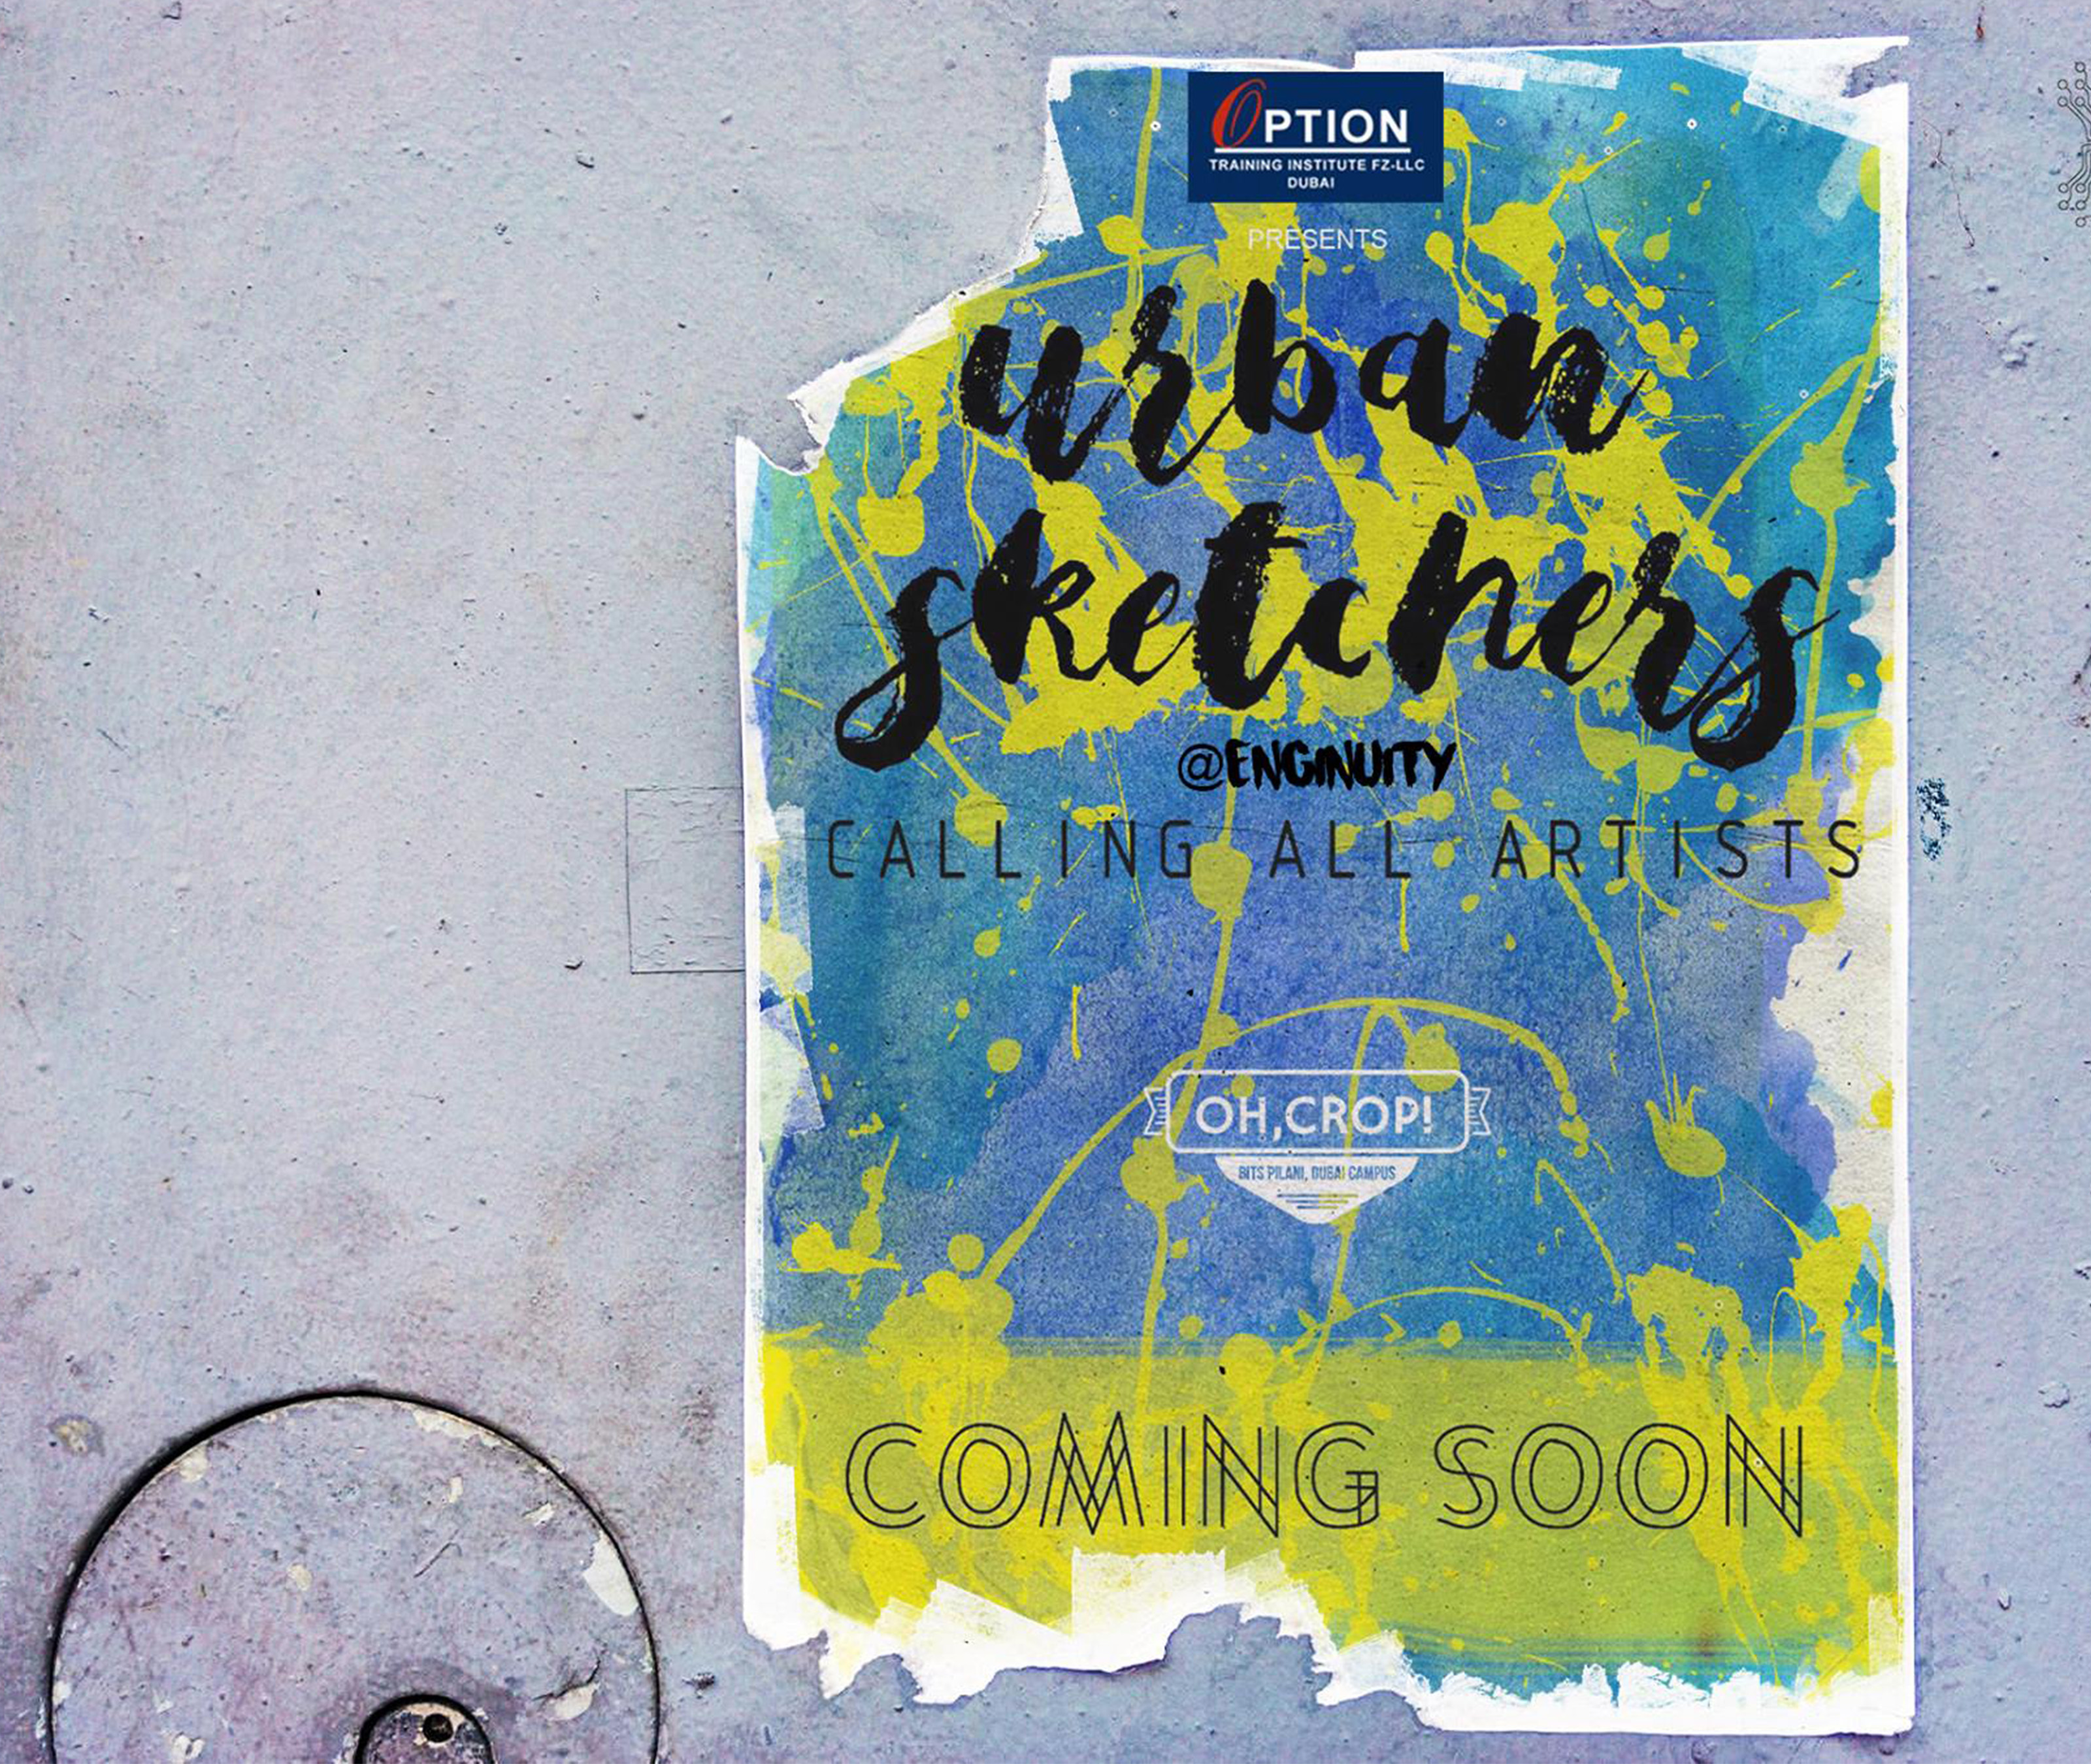 OPTION
TRAINING INSTITUTE FZ-LLC
DUBAI
PRESENTS
urban
sketchers
@ENGINUITY
CALLING ALL ARTISTS
OH,CROP!
BITS PILANI, DUBAI CAMPUS
COMING SOON